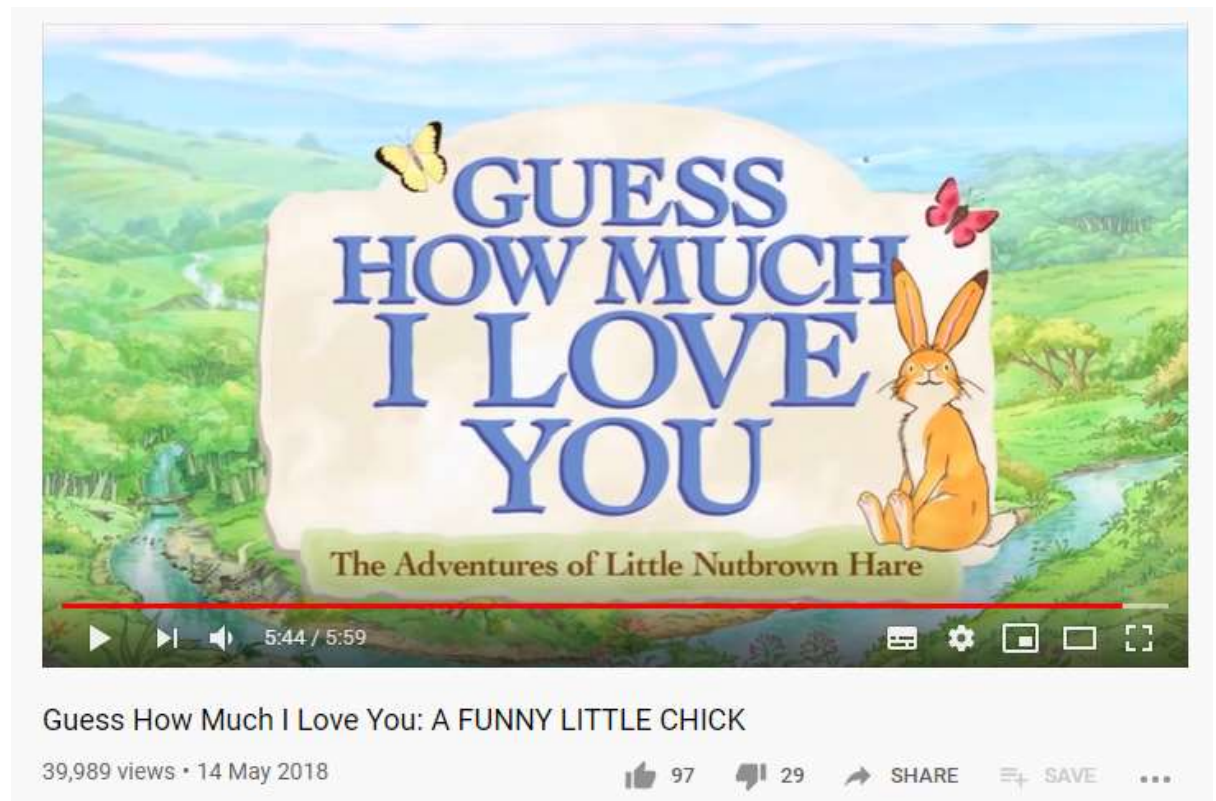 GUESS
HOW MUCH
I LOVE
YOU
The Adventures of Little Nutbrown Hare
5:44 / 5:59
Guess How Much I Love You: A FUNNY LITTLE CHICK
39,989 views • 14 May 2018
97 29 SHARE SAVE